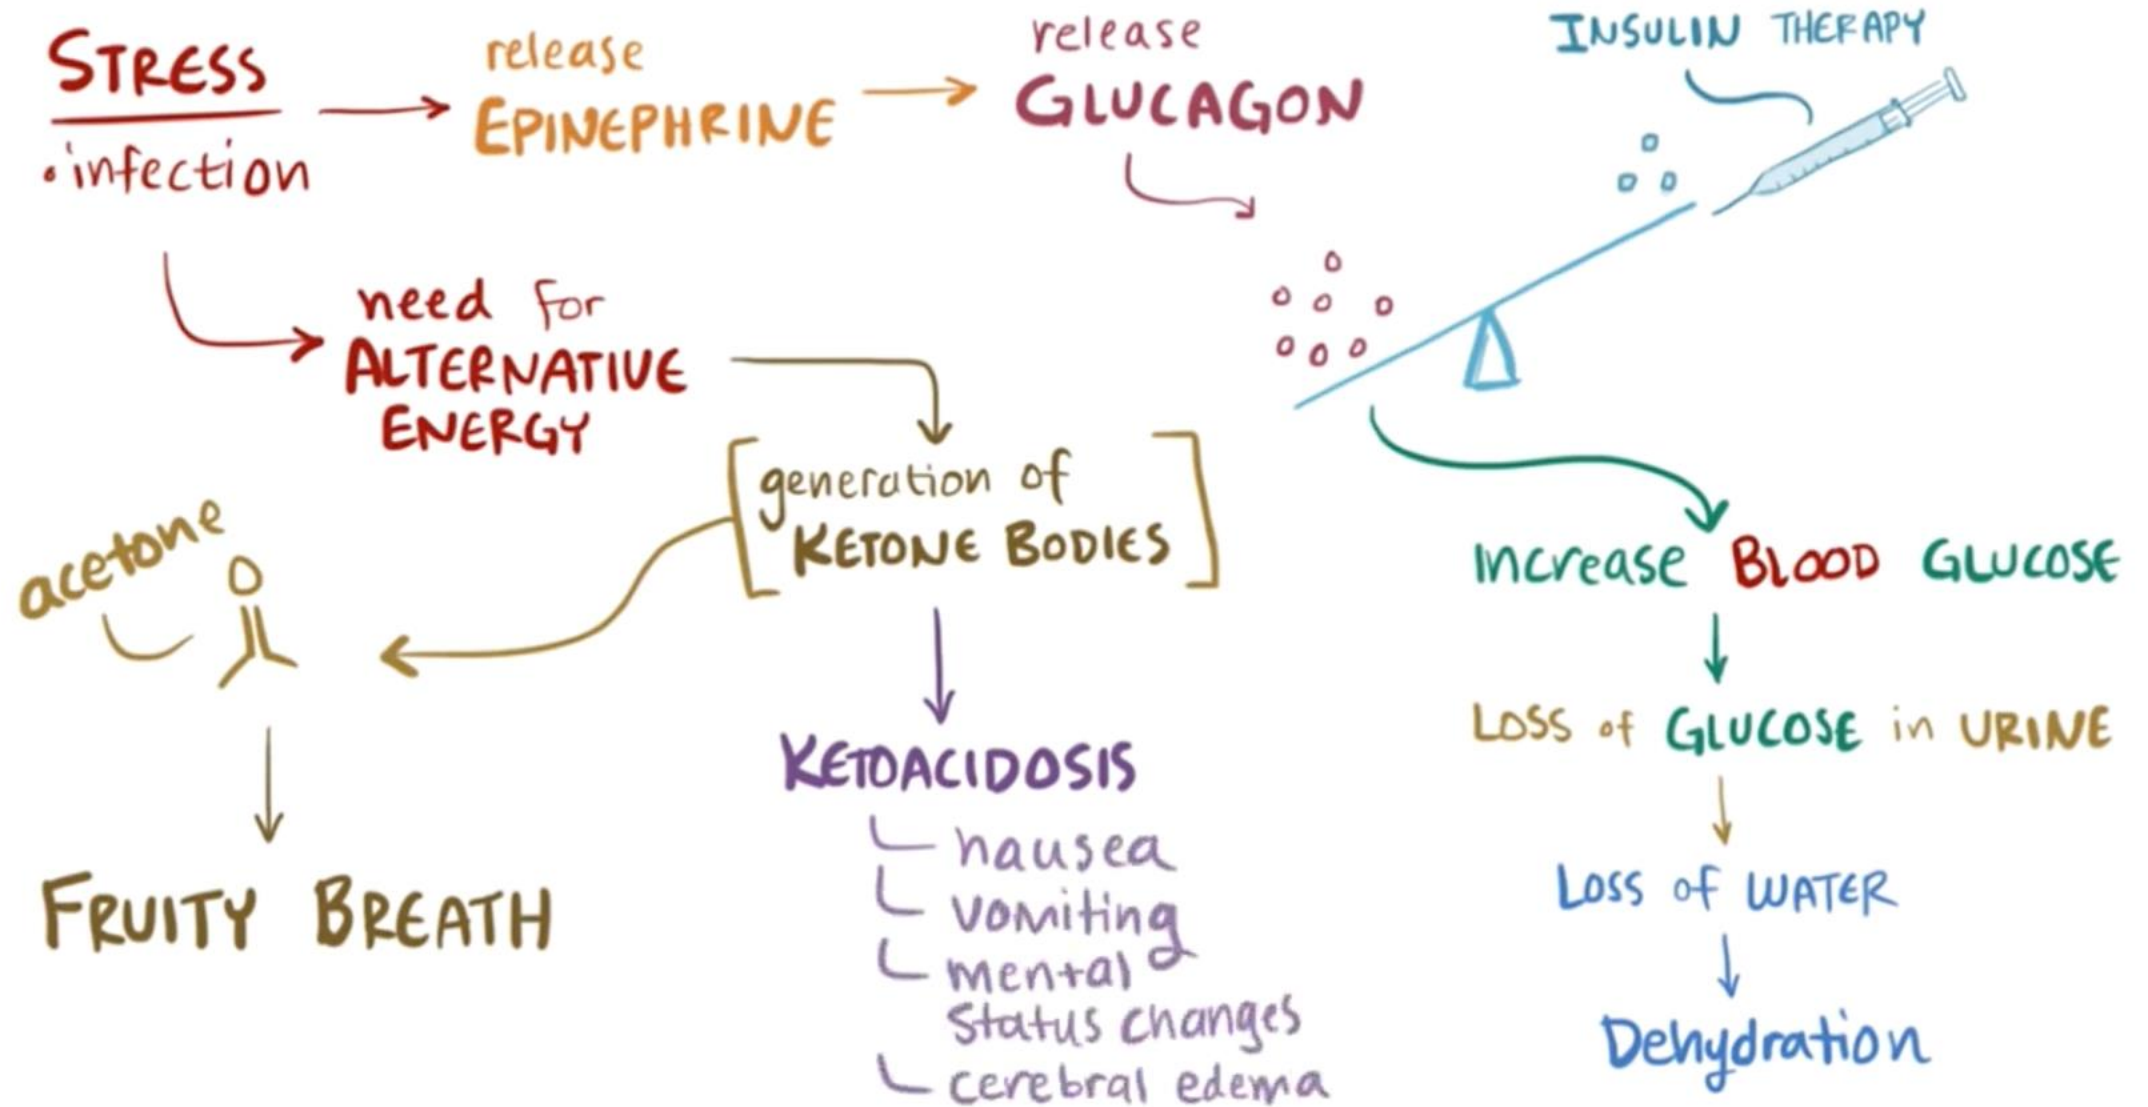 STRESS
• infection
release
EPINEPHRINE
release
GLUCAGON
INSULIN THERAPY
need for
ALTERNATIVE
ENERGY
generation of
KETONE BODIES
acetone
O
FRUITY BREATH
KETOACIDOSIS
nausea
vomiting
mental
status changes
cerebral edema
Increase BLOOD GLUCOSE
LOSS of GLUCOSE in URINE
LOSS of WATER
Dehydration